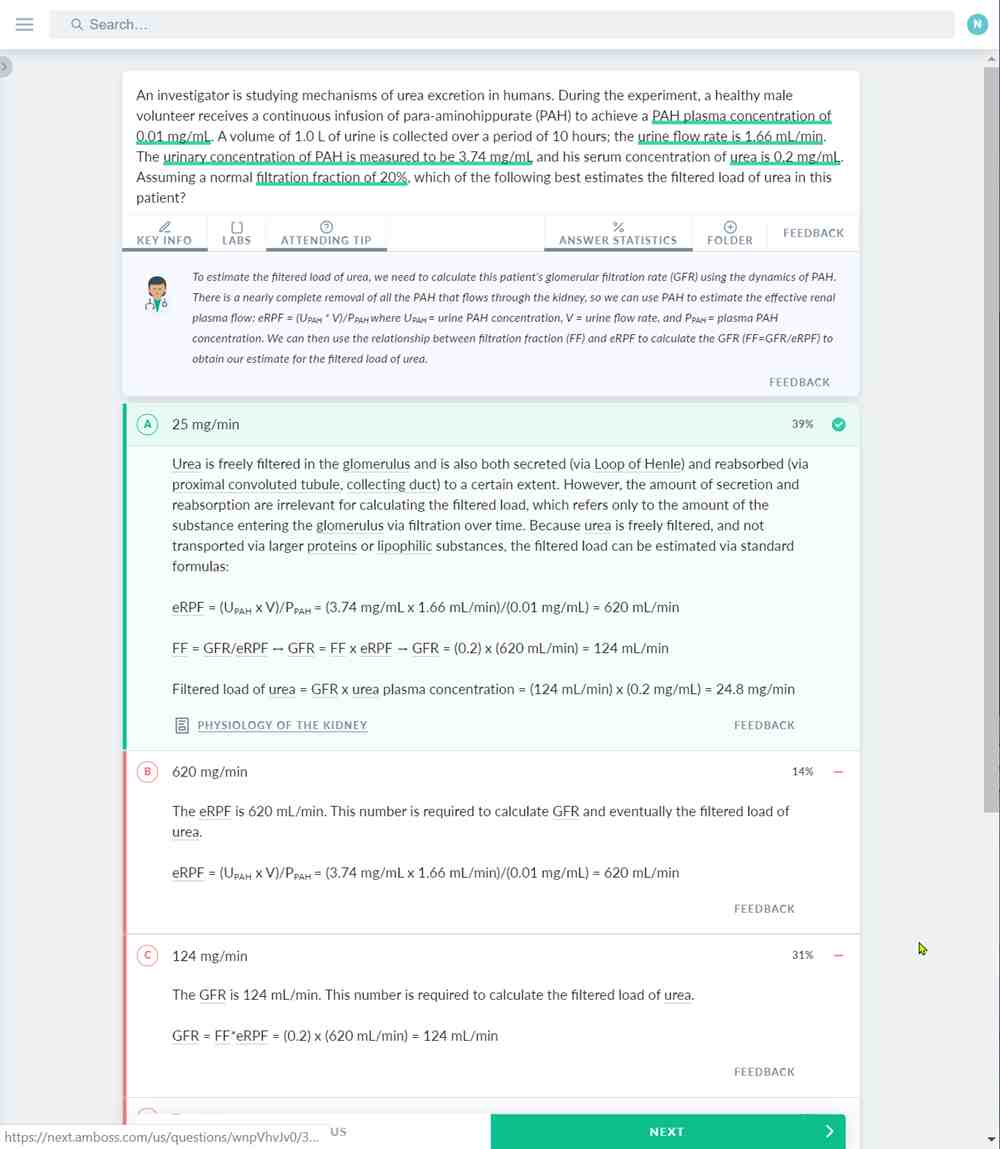 Search...
N
An investigator is studying mechanisms of urea excretion in humans. During the experiment, a healthy male
volunteer receives a continuous infusion of para-aminohippurate (PAH) to achieve a PAH plasma concentration of
0.01 mg/mL. A volume of 1.0 L of urine is collected over a period of 10 hours; the urine flow rate is 1.66 mL/min.
The urinary concentration of PAH is measured to be 3.74 mg/mL and his serum concentration of urea is 0.2 mg/mL.
Assuming a normal filtration fraction of 20%, which of the following best estimates the filtered load of urea in this
patient?
KEY INFO LABS ATTENDING TIP ANSWER STATISTICS FOLDER FEEDBACK
To estimate the filtered load of urea, we need to calculate this patient's glomerular filtration rate (GFR) using the dynamics of PAH.
There is a nearly complete removal of all the PAH that flows through the kidney, so we can use PAH to estimate the effective renal
plasma flow: eRPF = (UPAH * V)/PPAH where UPAH = urine PAH concentration, V = urine flow rate, and PPAH = plasma PAH
concentration. We can then use the relationship between filtration fraction (FF) and eRPF to calculate the GFR (FF=GFR/eRPF) to
obtain our estimate for the filtered load of urea.
FEEDBACK
A 25 mg/min 39%
Urea is freely filtered in the glomerulus and is also both secreted (via Loop of Henle) and reabsorbed (via
proximal convoluted tubule, collecting duct) to a certain extent. However, the amount of secretion and
reabsorption are irrelevant for calculating the filtered load, which refers only to the amount of the
substance entering the glomerulus via filtration over time. Because urea is freely filtered, and not
transported via larger proteins or lipophilic substances, the filtered load can be estimated via standard
formulas:
eRPF = (UPAH x V)/PPAH = (3.74 mg/mL x 1.66 mL/min)/(0.01 mg/mL) = 620 mL/min
FF = GFR/eRPF → GFR = FF x eRPF → GFR = (0.2) x (620 mL/min) = 124 mL/min
Filtered load of urea = GFR x urea plasma concentration = (124 mL/min) x (0.2 mg/mL) = 24.8 mg/min
PHYSIOLOGY OF THE KIDNEY FEEDBACK
B 620 mg/min 14%
The eRPF is 620 mL/min. This number is required to calculate GFR and eventually the filtered load of
urea.
eRPF = (UPAH x V)/PPAH = (3.74 mg/mL x 1.66 mL/min)/(0.01 mg/mL) = 620 mL/min
FEEDBACK
C 124 mg/min 31%
The GFR is 124 mL/min. This number is required to calculate the filtered load of urea.
GFR = FF*eRPF = (0.2) x (620 mL/min) = 124 mL/min
FEEDBACK
https://next.amboss.com/us/questions/wnpVhvJv0/3... US NEXT